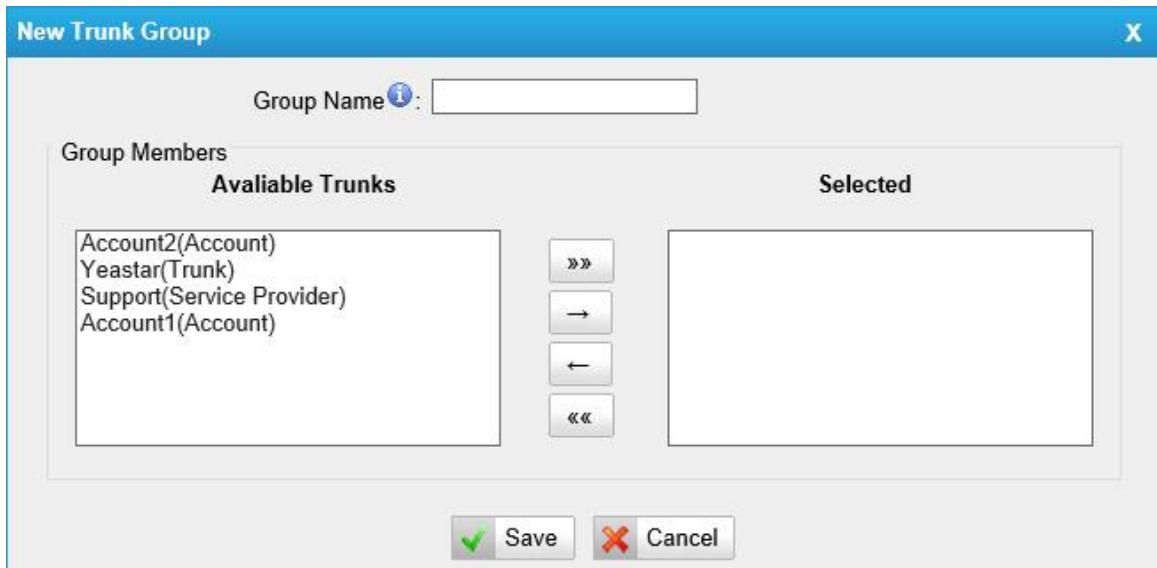 New Trunk Group X
Group Name i :
Group Members
Avaliable Trunks Selected
Account2(Account)
Yeastar(Trunk)
Support(Service Provider)
Account1(Account)
»»
→
←
««
Save Cancel